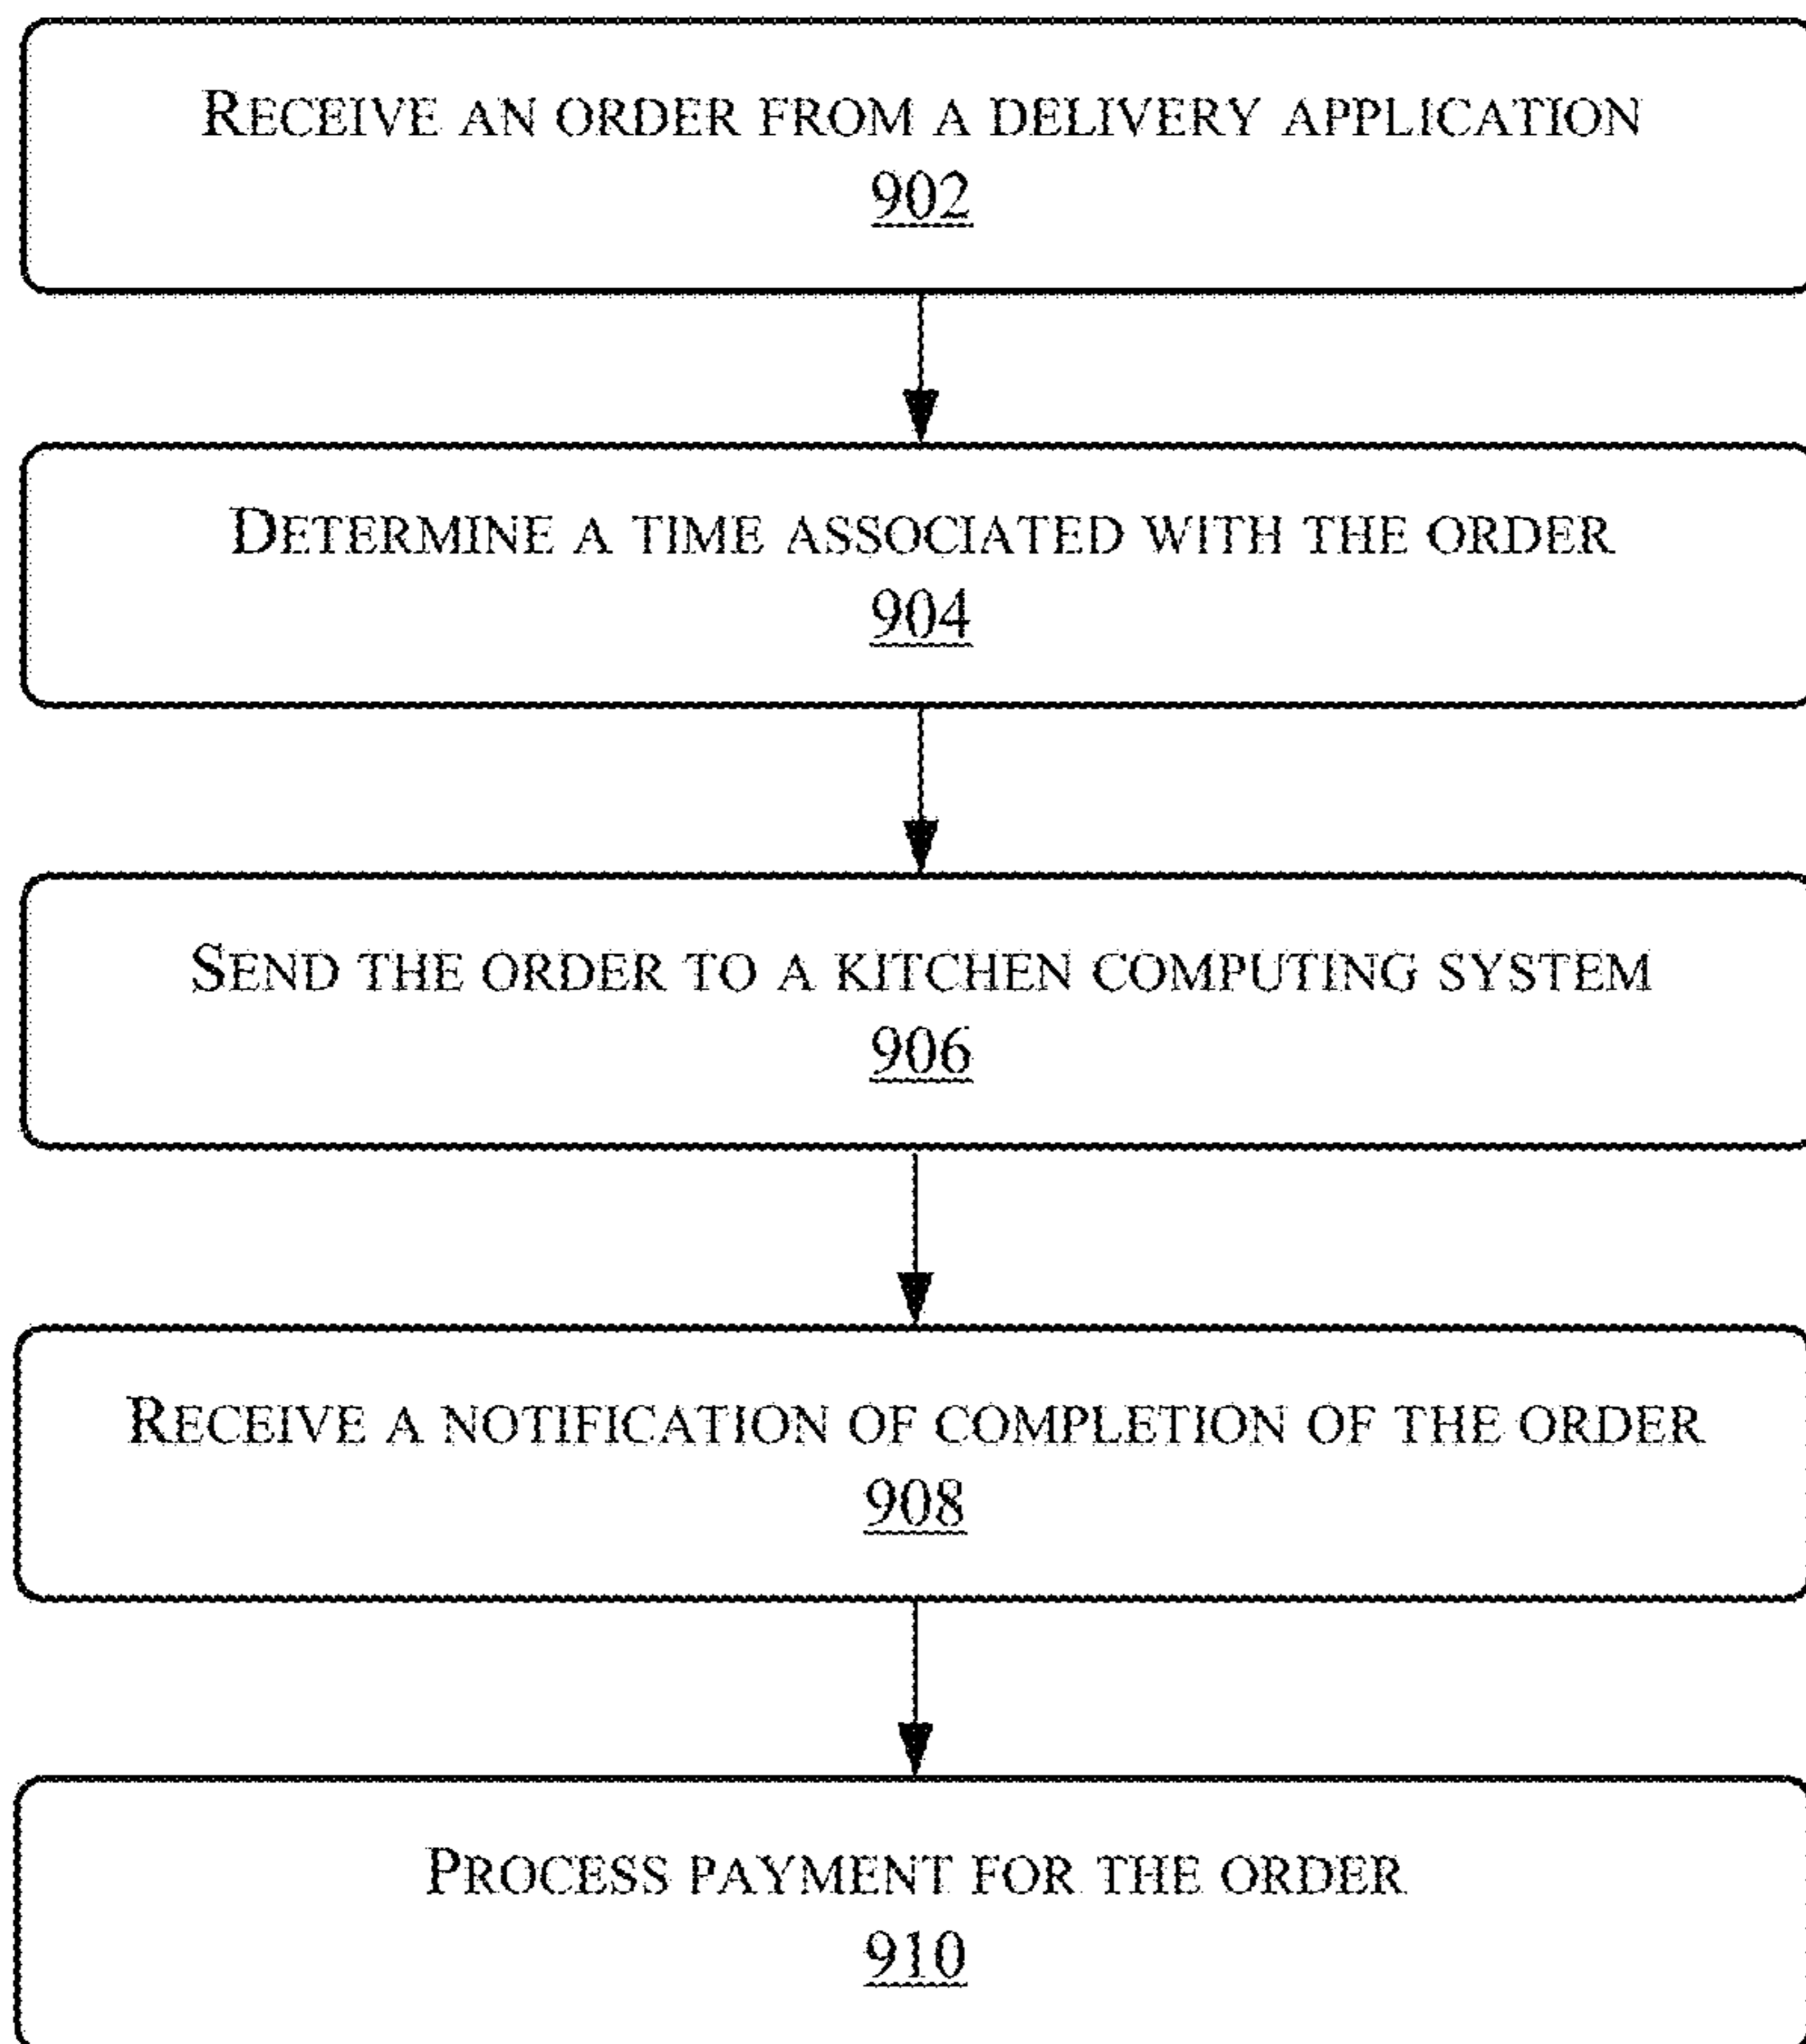 RECEIVE AN ORDER FROM A DELIVERY APPLICATION
902
DETERMINE A TIME ASSOCIATED WITH THE ORDER
904
SEND THE ORDER TO A KITCHEN COMPUTING SYSTEM
906
RECEIVE A NOTIFICATION OF COMPLETION OF THE ORDER
908
PROCESS PAYMENT FOR THE ORDER
910